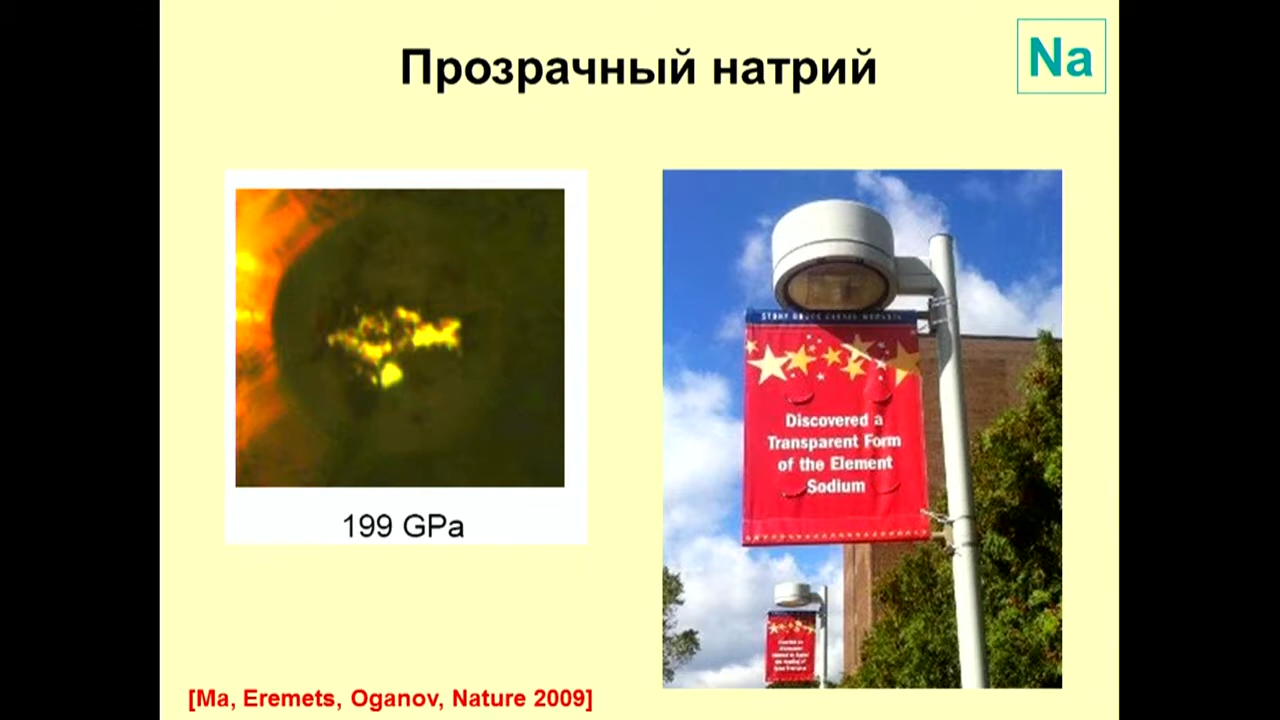 Прозрачный натрий
Na
Discovered a
Transparent Form
of the Element
Sodium
199 GPa
[Ma, Eremets, Oganov, Nature 2009]